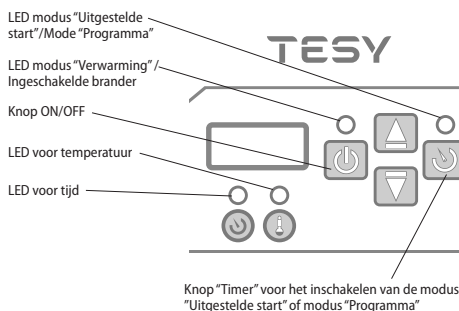 LED modus "Uitgestelde
start"/Mode "Programma"
TESY
LED modus "Verwarming" /
Ingeschakelde brander
Knop ON/OFF
LED voor temperatuur
LED voor tijd
Knop "Timer" voor het inschakelen van de modus
"Uitgestelde start" of modus "Programma"